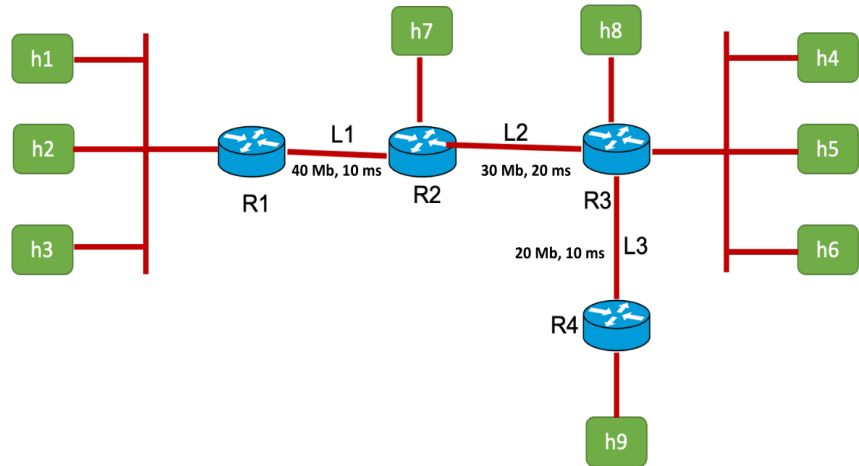 h7
h8
h1
h4
h2
L1
L2
h5
40 Mb, 10 ms
30 Mb, 20 ms
R1
R2
R3
h3
20 Mb, 10 ms
L3
h6
R4
h9